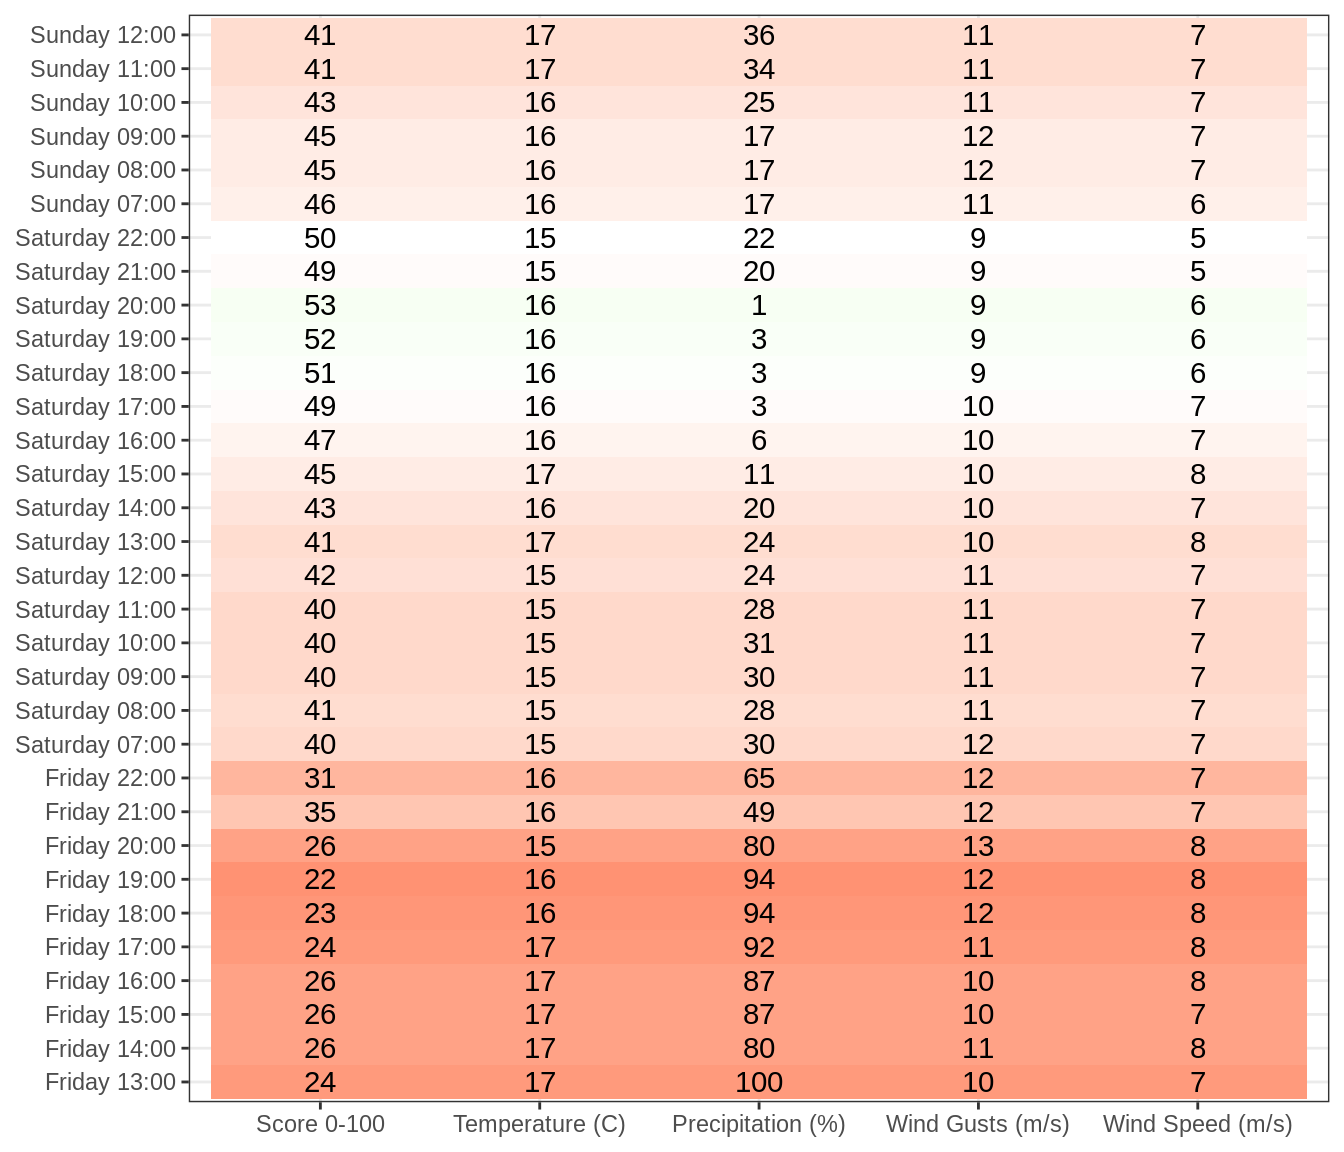 Sunday 12:00 41 17 36 11 7
Sunday 11:00 41 17 34 11 7
Sunday 10:00 43 16 25 11 7
Sunday 09:00 45 16 17 12 7
Sunday 08:00 45 16 17 12 7
Sunday 07:00 46 16 17 11 6
Saturday 22:00 50 15 22 9 5
Saturday 21:00 49 15 20 9 5
Saturday 20:00 53 16 1 9 6
Saturday 19:00 52 16 3 9 6
Saturday 18:00 51 16 3 9 6
Saturday 17:00 49 16 3 10 7
Saturday 16:00 47 16 6 10 7
Saturday 15:00 45 17 11 10 8
Saturday 14:00 43 16 20 10 7
Saturday 13:00 41 17 24 10 8
Saturday 12:00 42 15 24 11 7
Saturday 11:00 40 15 28 11 7
Saturday 10:00 40 15 31 11 7
Saturday 09:00 40 15 30 11 7
Saturday 08:00 41 15 28 11 7
Saturday 07:00 40 15 30 12 7
Friday 22:00 31 16 65 12 7
Friday 21:00 35 16 49 12 7
Friday 20:00 26 15 80 13 8
Friday 19:00 22 16 94 12 8
Friday 18:00 23 16 94 12 8
Friday 17:00 24 17 92 11 8
Friday 16:00 26 17 87 10 8
Friday 15:00 26 17 87 10 7
Friday 14:00 26 17 80 11 8
Friday 13:00 24 17 100 10 7
Score 0-100 Temperature (C) Precipitation (%) Wind Gusts (m/s) Wind Speed (m/s)